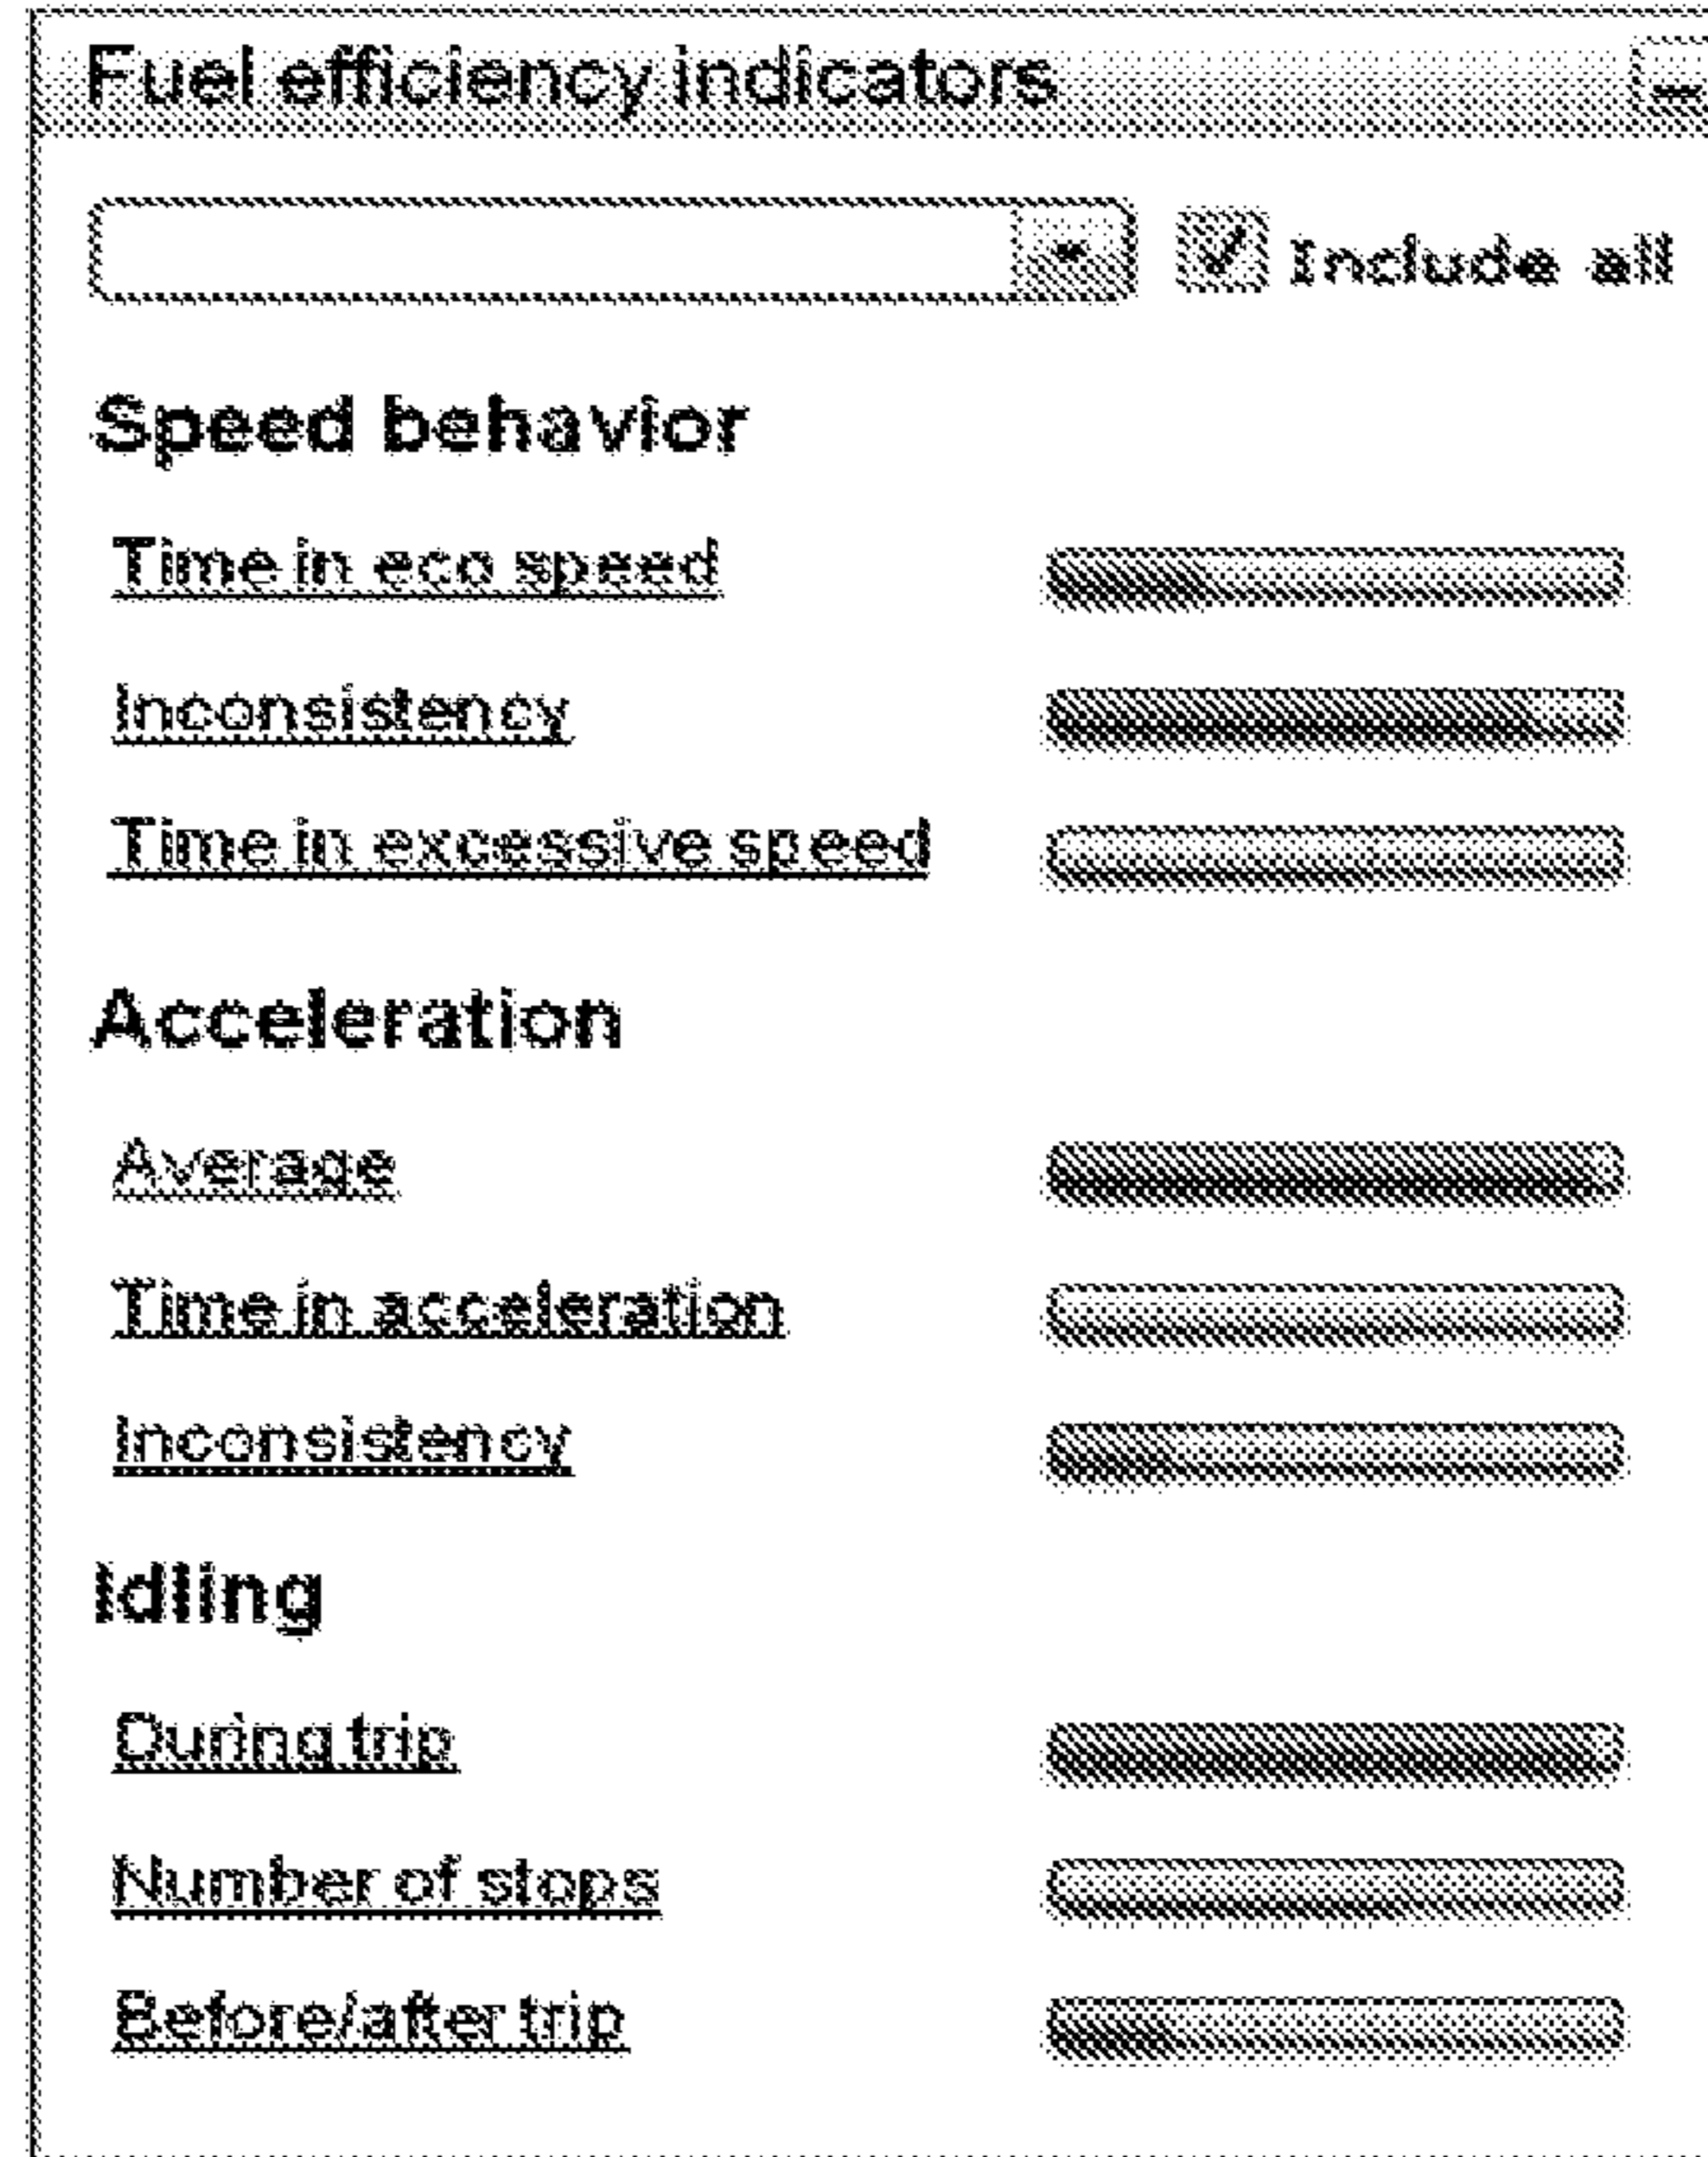 Fuel efficiency indicators
Include all
Speed behavior
Time in eco speed
Inconsistency
Time in excessive speed
Acceleration
Average
Time in acceleration
Inconsistency
Idling
During trip
Number of stops
Before/after trip